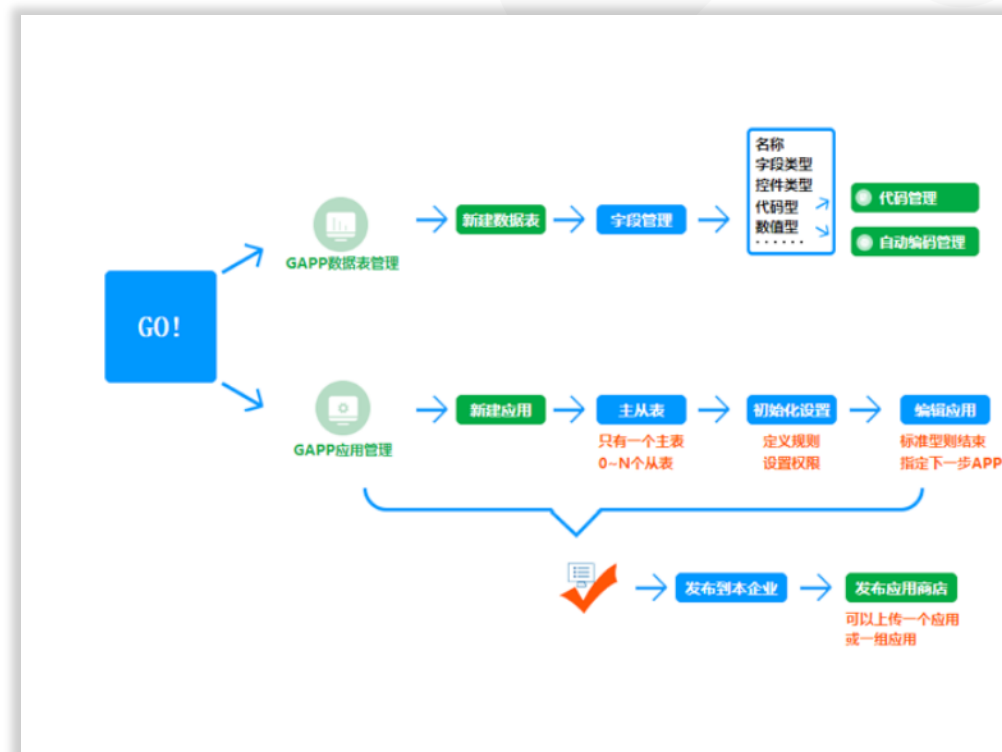 名称
字段类型
控件类型
代码型
数值型
······
代码管理
自动编码管理
新建数据表
字段管理
GAPP数据表管理
GO!
GAPP应用管理
新建应用
主从表
初始化设置
编辑应用
只有一个主表
0~N个从表
定义规则
设置权限
标准型则结束
指定下一步APP
发布到本企业
发布应用商店
可以上传一个应用
或一组应用